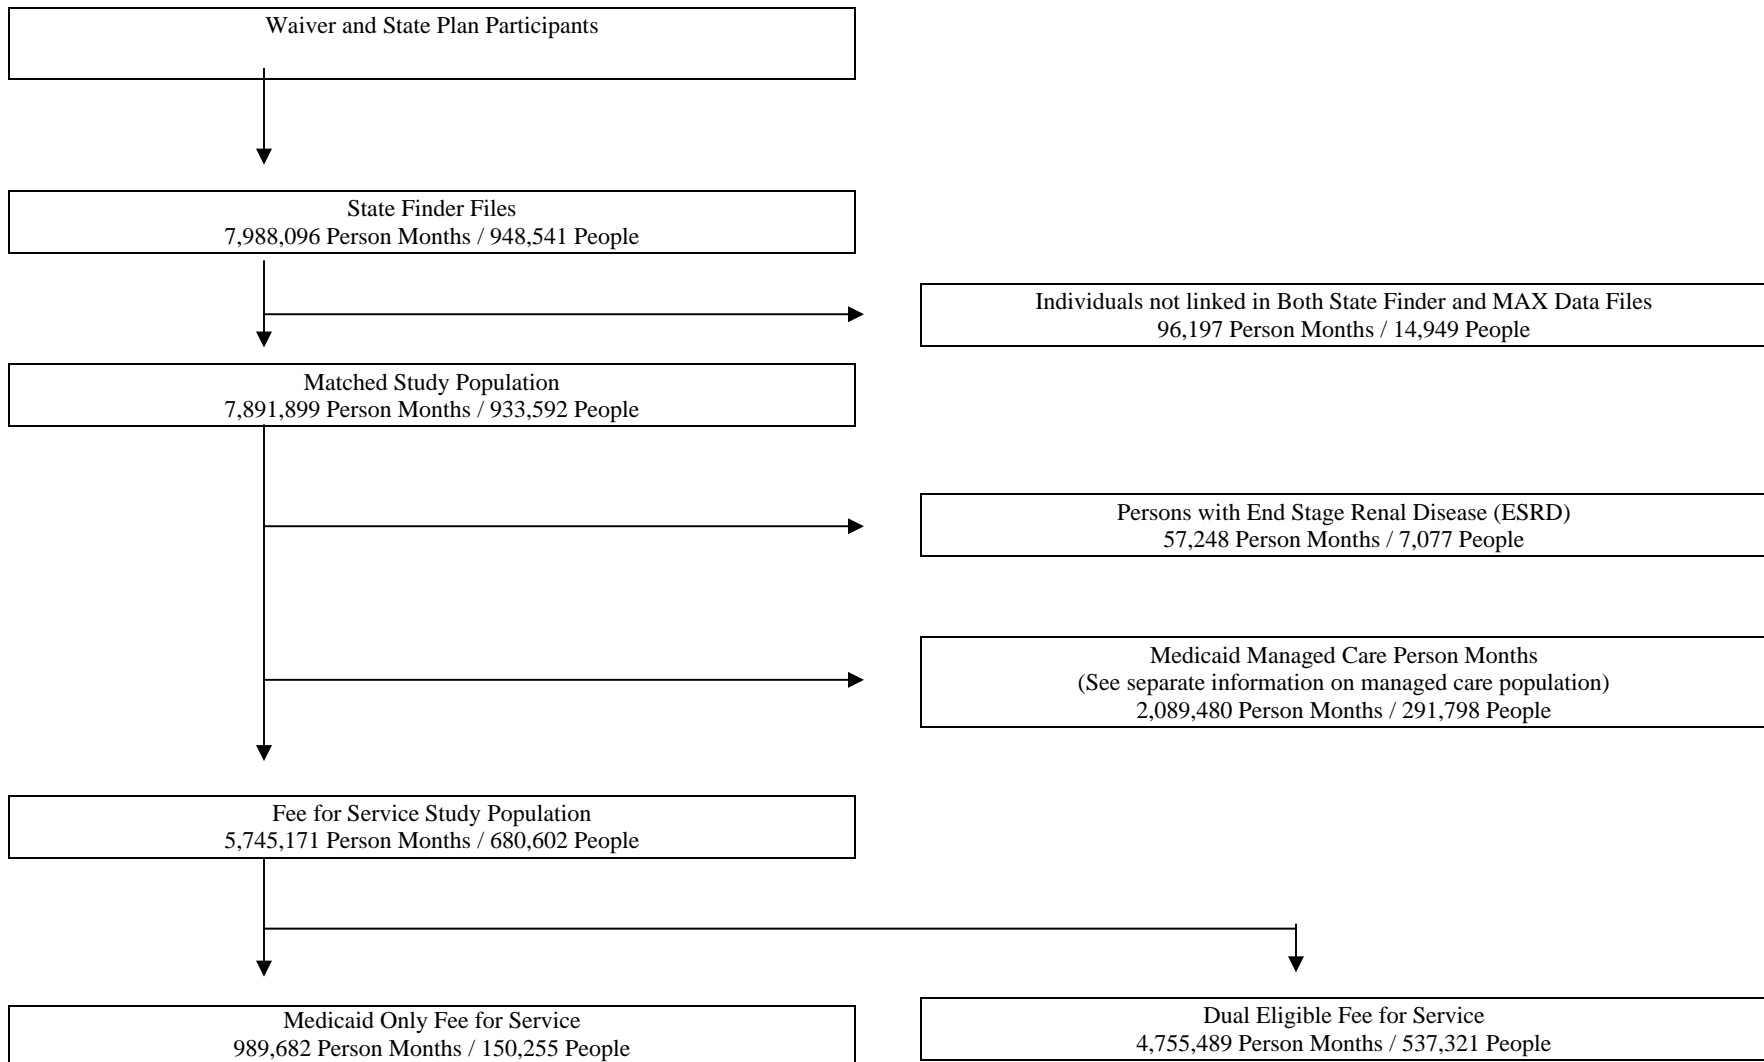 Waiver and State Plan Participants
State Finder Files
7,988,096 Person Months / 948,541 People
Individuals not linked in Both State Finder and MAX Data Files
96,197 Person Months / 14,949 People
Matched Study Population
7,891,899 Person Months / 933,592 People
Persons with End Stage Renal Disease (ESRD)
57,248 Person Months / 7,077 People
Medicaid Managed Care Person Months
(See separate information on managed care population)
2,089,480 Person Months / 291,798 People
Fee for Service Study Population
5,745,171 Person Months / 680,602 People
Medicaid Only Fee for Service
989,682 Person Months / 150,255 People
Dual Eligible Fee for Service
4,755,489 Person Months / 537,321 People